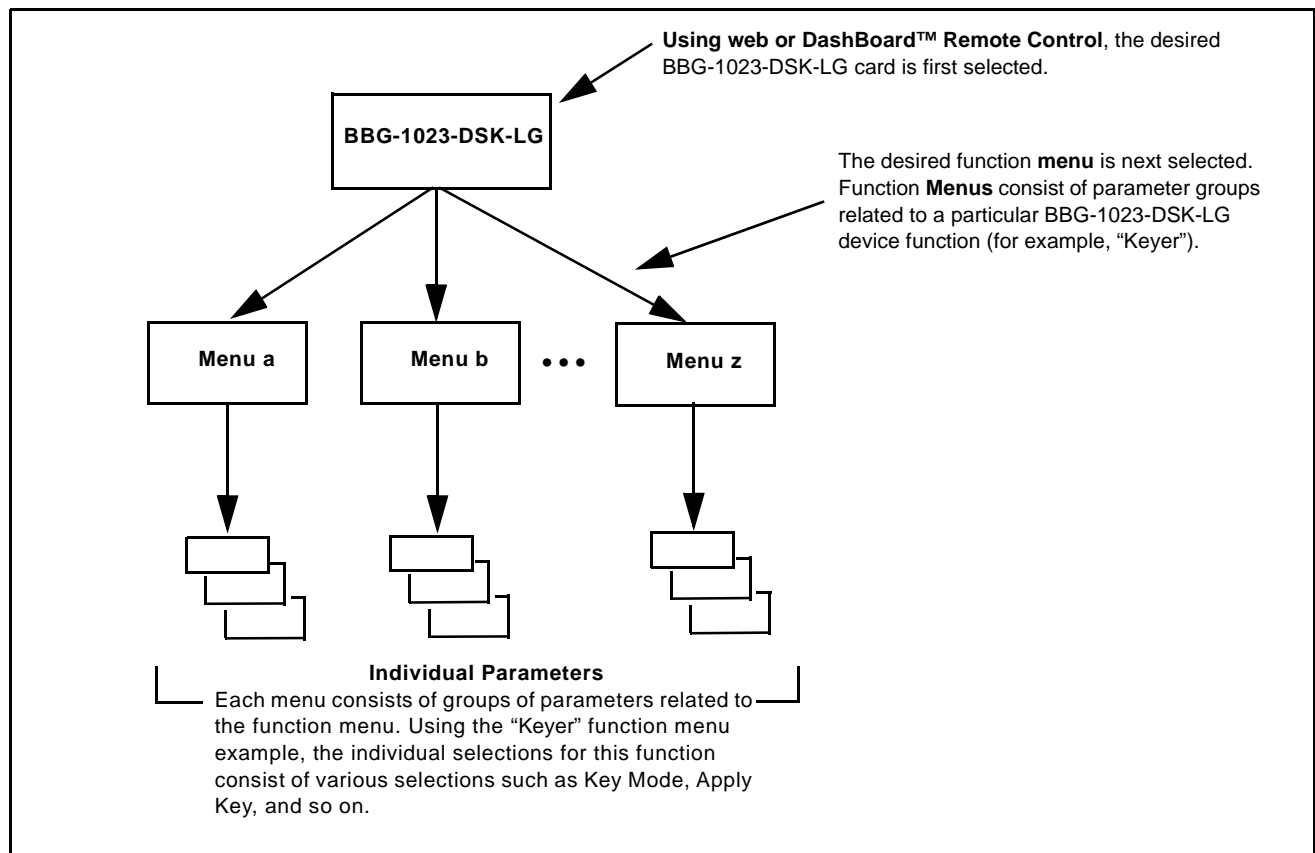 Using web or DashBoard™ Remote Control, the desired
BBG-1023-DSK-LG card is first selected.
BBG-1023-DSK-LG
The desired function menu is next selected.
Function Menus consist of parameter groups
related to a particular BBG-1023-DSK-LG
device function (for example, “Keyer”).
Menu a
Menu b
• • •
Menu z
Individual Parameters
Each menu consists of groups of parameters related to
the function menu. Using the “Keyer” function menu
example, the individual selections for this function
consist of various selections such as Key Mode, Apply
Key, and so on.